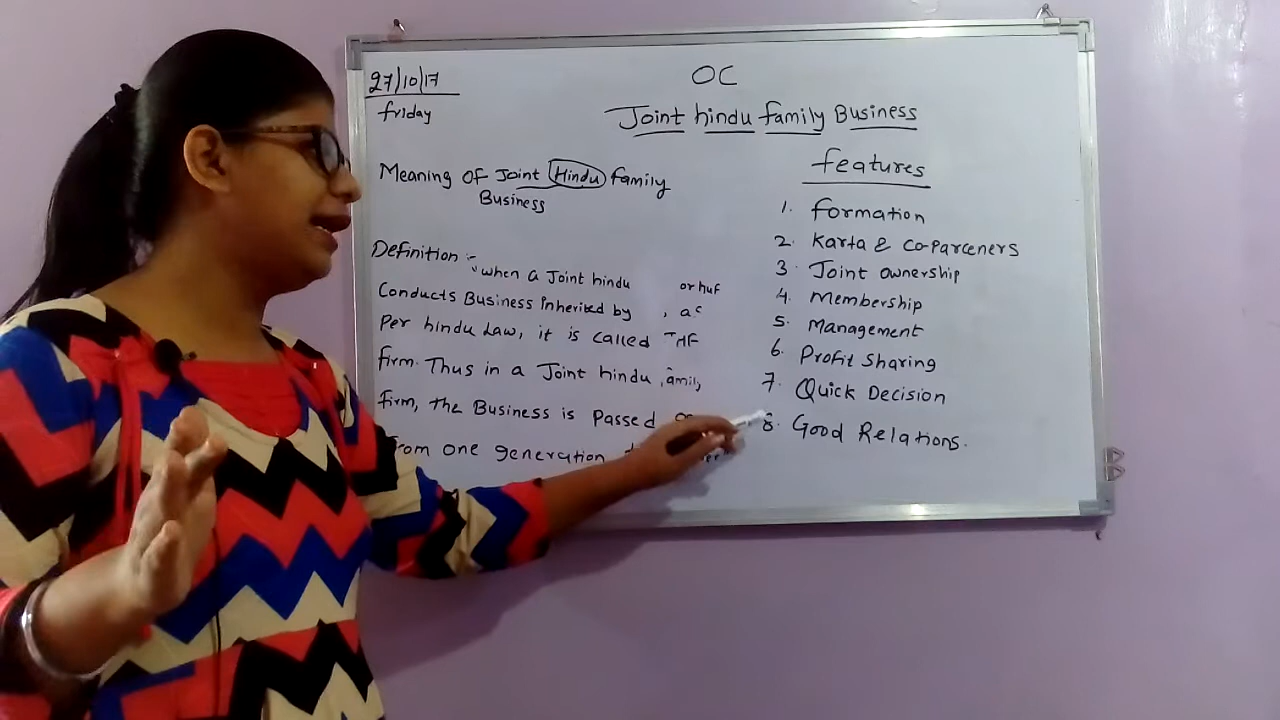 27/10/17
friday
OC
Joint hindu family Business
Meaning OF Joint Hindu family
Business
Definition :-
"when a Joint hindu or huf
Conducts Business inherited by , as
Per hindu Law, it is called JHF
firm. Thus in a Joint hindu
firm, the Business is Passed
from one generation
features
1. formation
2. Karta & Co-Parceners
3. Joint ownership
4. Membership
5. Management
6. Profit sharing
7. Quick Decision
8. Good Relations.